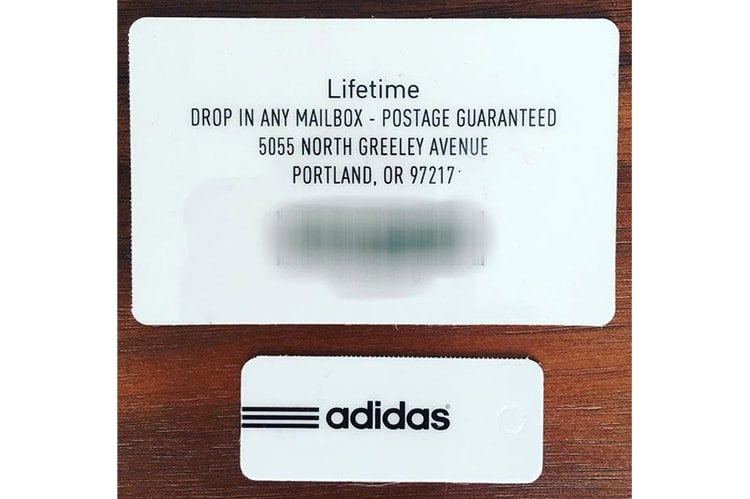 Lifetime
DROP IN ANY MAILBOX - POSTAGE GUARANTEED
5055 NORTH GREELEY AVENUE
PORTLAND, OR 97217
adidas